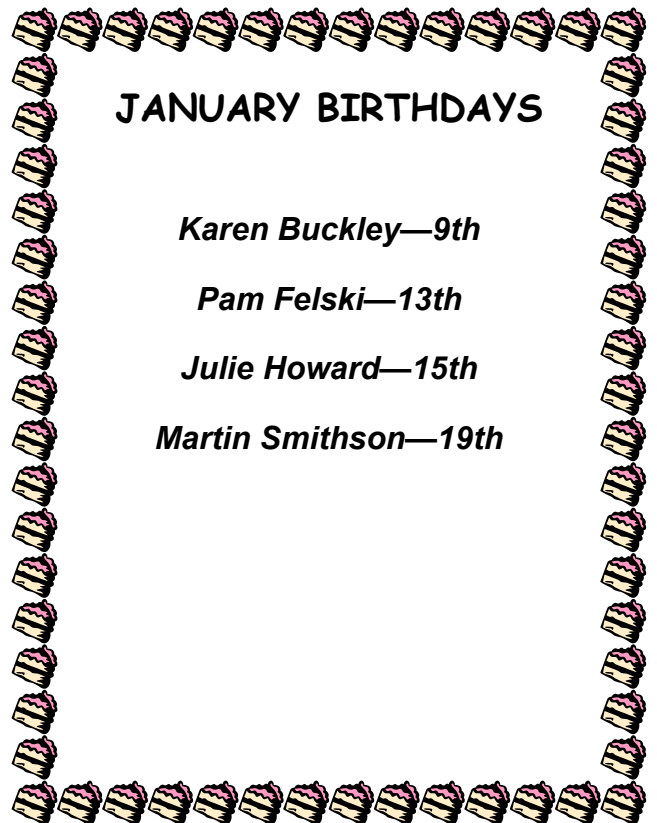 JANUARY BIRTHDAYS
Karen Buckley—9th
Pam Felski—13th
Julie Howard—15th
Martin Smithson—19th